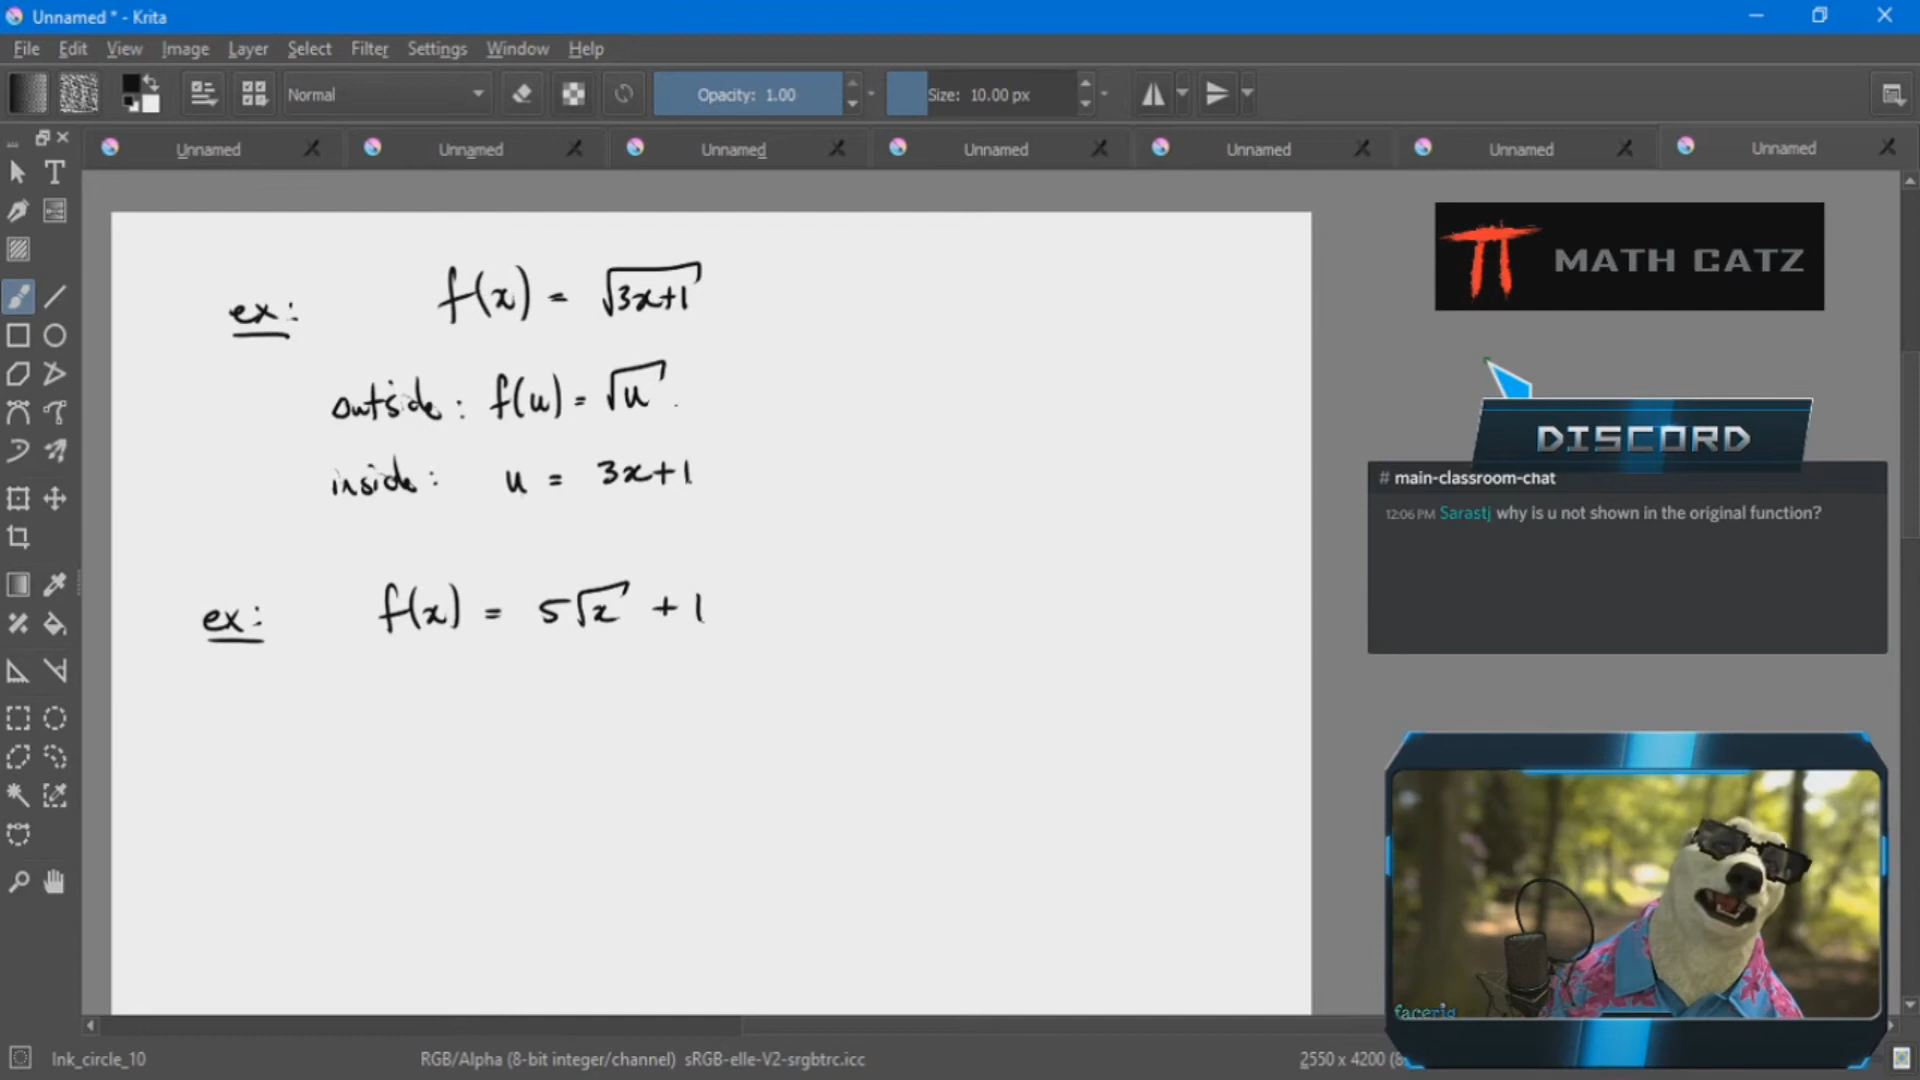 Unnamed * - Krita
File Edit View Image Layer Select Filter Settings Window Help
Normal
Opacity: 1.00
Size: 10.00 px
Unnamed Unnamed Unnamed Unnamed Unnamed Unnamed Unnamed
ex: f(x) = √3x+1
outside: f(u) = √u
inside: u = 3x+1
ex: f(x) = 5√x + 1
MATH CATZ
DISCORD
# main-classroom-chat
12:06 PM Sarastj why is u not shown in the original function?
facerig
Ink_circle_10
RGB/Alpha (8-bit integer/channel) sRGB-elle-V2-srgbtrc.icc
2550 x 4200 (8